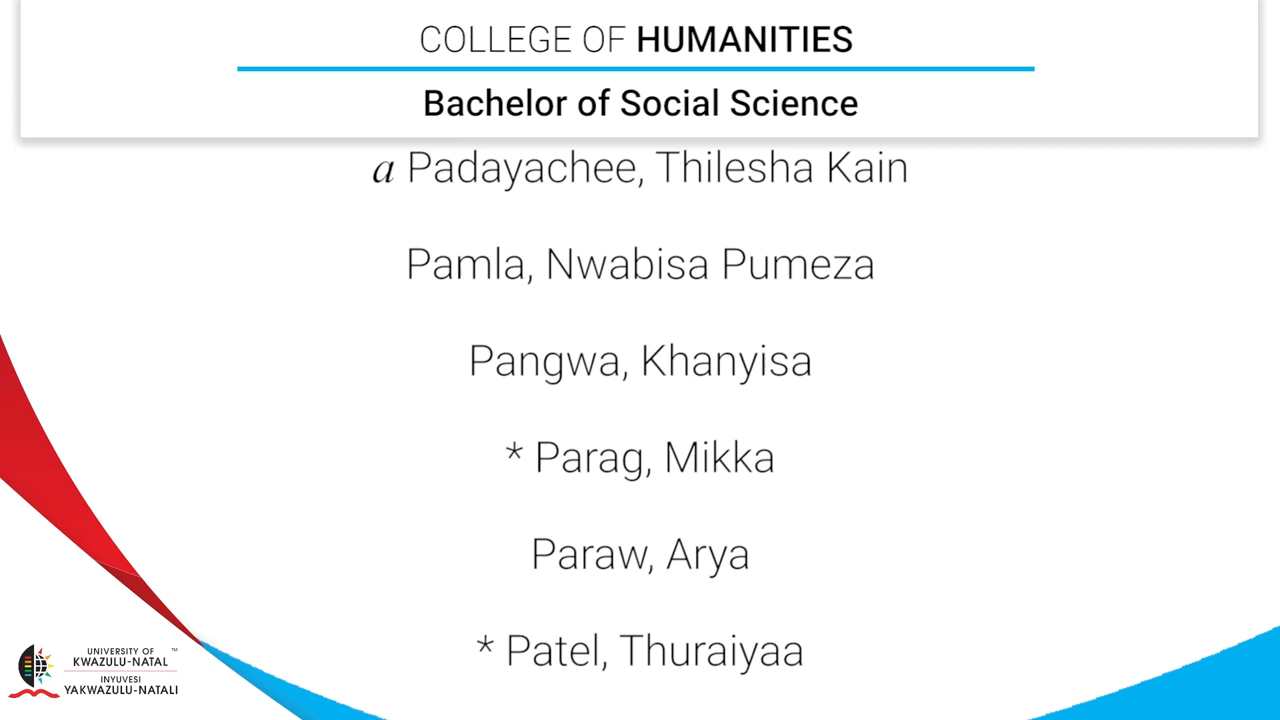 COLLEGE OF HUMANITIES
Bachelor of Social Science
a Padayachee, Thilesha Kain
Pamla, Nwabisa Pumeza
Pangwa, Khanyisa
* Parag, Mikka
Paraw, Arya
* Patel, Thuraiyaa
UNIVERSITY OF ™
KWAZULU-NATAL
INYUVESI
YAKWAZULU-NATALI